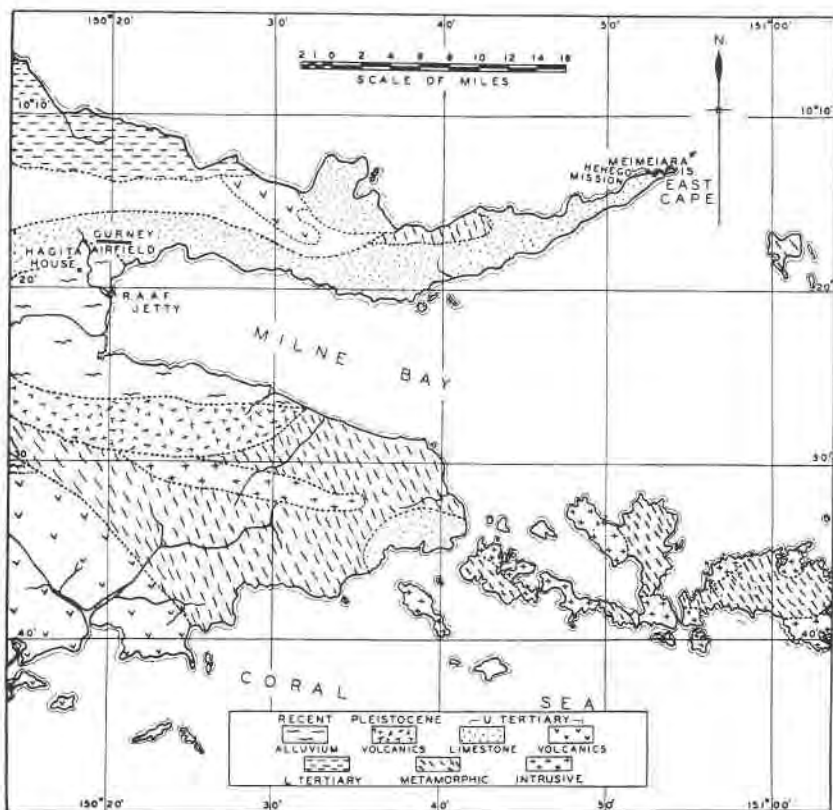 150° 20'
30'
40'
50'
151° 00'
2 1 0 2 4 6 8 10 12 14 16
SCALE OF MILES
N.
10° 10'
10° 10'
MEIMEIARA
HEHEGO
IS.
MISSION
EAST
CAPE
GURNEY
AIRFIELD
HAGITA
HOUSE
20'
20'
R.A.A.F.
JETTY
MILNE BAY
30'
30'
40'
40'
CORAL SEA
RECENT PLEISTOCENE U. TERTIARY
ALLUVIUM VOLCANICS LIMESTONE VOLCANICS
L. TERTIARY METAMORPHIC INTRUSIVE
150° 20'
30'
40'
50'
151° 00'